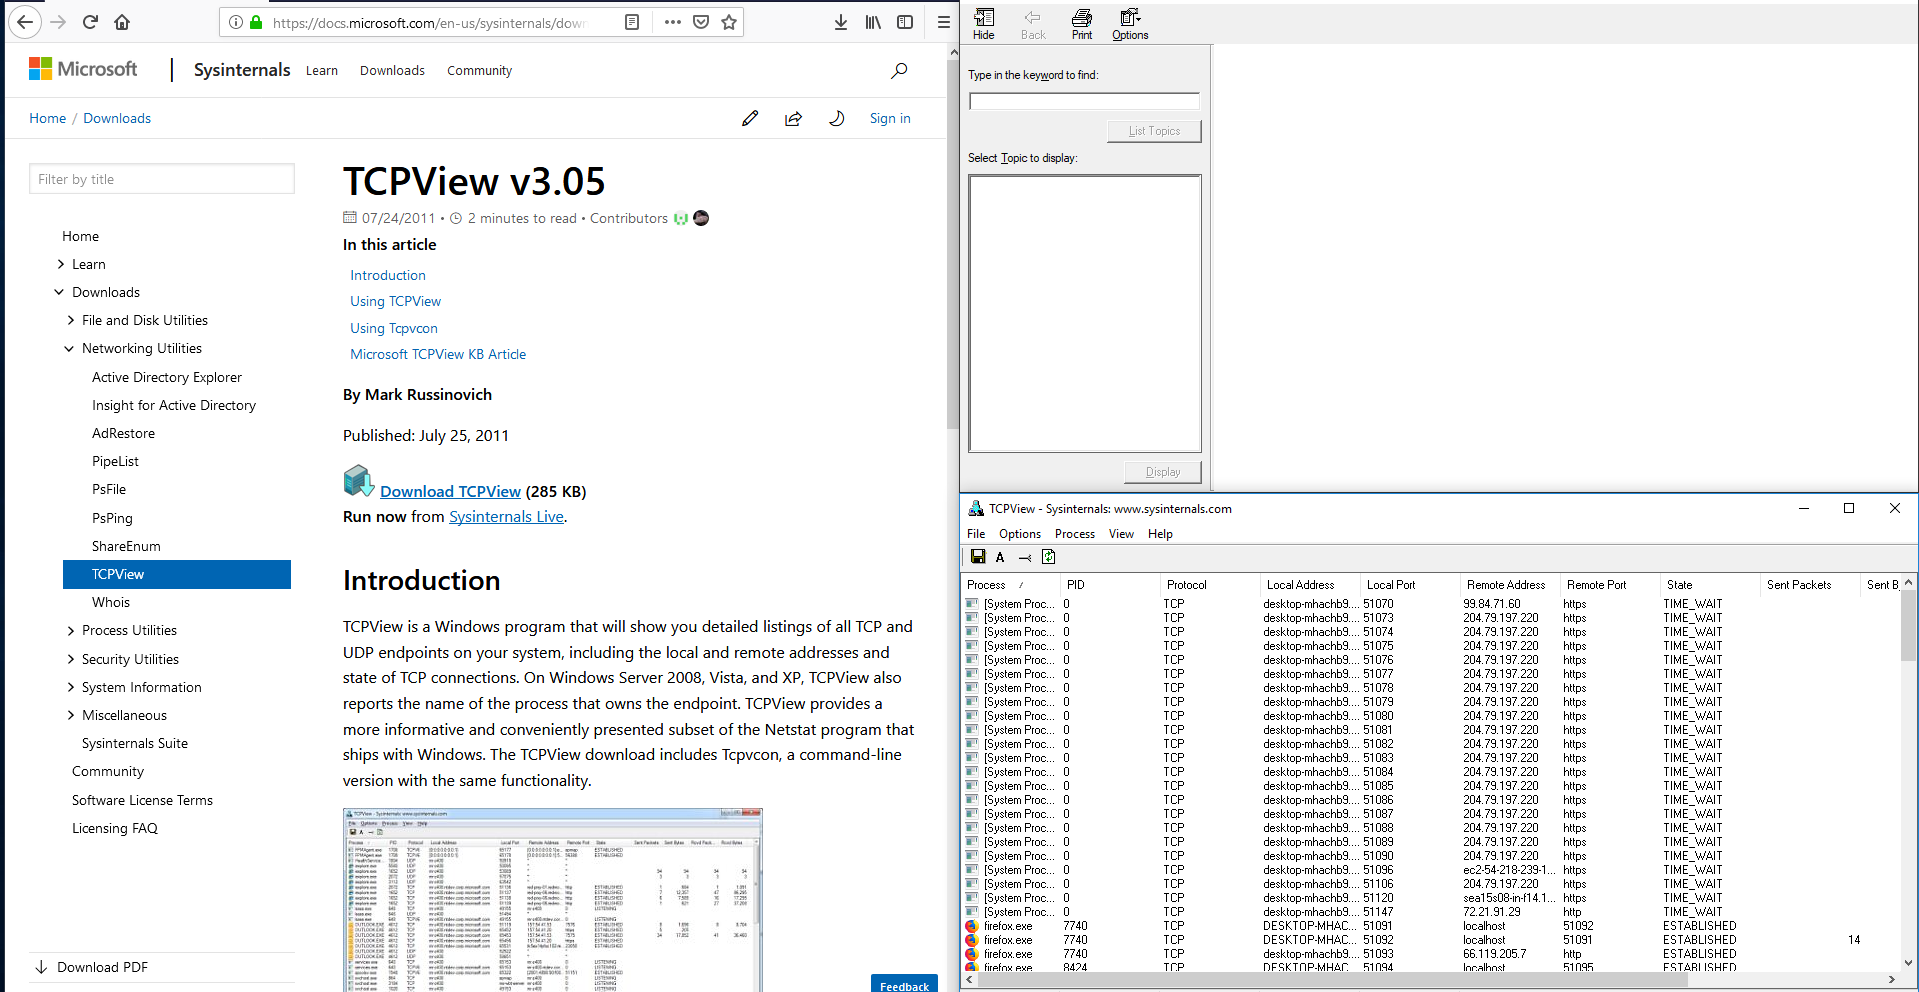 https://docs.microsoft.com/en-us/sysinternals/down
Microsoft
Sysinternals
Learn
Downloads
Community
Home / Downloads
Sign in
Filter by title
Home
Learn
Downloads
File and Disk Utilities
Networking Utilities
Active Directory Explorer
Insight for Active Directory
AdRestore
PipeList
PsFile
PsPing
ShareEnum
TCPView
Whois
Process Utilities
Security Utilities
System Information
Miscellaneous
Sysinternals Suite
Community
Software License Terms
Licensing FAQ
Download PDF
TCPView v3.05
07/24/2011 • 2 minutes to read • Contributors
In this article
Introduction
Using TCPView
Using Tcpvcon
Microsoft TCPView KB Article
By Mark Russinovich
Published: July 25, 2011
Download TCPView (285 KB)
Run now from Sysinternals Live.
Introduction
TCPView is a Windows program that will show you detailed listings of all TCP and
UDP endpoints on your system, including the local and remote addresses and
state of TCP connections. On Windows Server 2008, Vista, and XP, TCPView also
reports the name of the process that owns the endpoint. TCPView provides a
more informative and conveniently presented subset of the Netstat program that
ships with Windows. The TCPView download includes Tcpvcon, a command-line
version with the same functionality.
TCPView - Sysinternals: www.sysinternals.com
File Options Process View Help
Feedback
Hide Back Print Options
Type in the keyword to find:
List Topics
Select Topic to display:
Display
TCPView - Sysinternals: www.sysinternals.com
File Options Process View Help
A
Process / PID Protocol Local Address Local Port Remote Address Remote Port State Sent Packets Sent B
[System Proc... 0 TCP desktop-mhachb9.... 51070 99.84.71.60 https TIME_WAIT
[System Proc... 0 TCP desktop-mhachb9.... 51073 204.79.197.220 https TIME_WAIT
[System Proc... 0 TCP desktop-mhachb9.... 51074 204.79.197.220 https TIME_WAIT
[System Proc... 0 TCP desktop-mhachb9.... 51075 204.79.197.220 https TIME_WAIT
[System Proc... 0 TCP desktop-mhachb9.... 51076 204.79.197.220 https TIME_WAIT
[System Proc... 0 TCP desktop-mhachb9.... 51077 204.79.197.220 https TIME_WAIT
[System Proc... 0 TCP desktop-mhachb9.... 51078 204.79.197.220 https TIME_WAIT
[System Proc... 0 TCP desktop-mhachb9.... 51079 204.79.197.220 https TIME_WAIT
[System Proc... 0 TCP desktop-mhachb9.... 51080 204.79.197.220 https TIME_WAIT
[System Proc... 0 TCP desktop-mhachb9.... 51081 204.79.197.220 https TIME_WAIT
[System Proc... 0 TCP desktop-mhachb9.... 51082 204.79.197.220 https TIME_WAIT
[System Proc... 0 TCP desktop-mhachb9.... 51083 204.79.197.220 https TIME_WAIT
[System Proc... 0 TCP desktop-mhachb9.... 51084 204.79.197.220 https TIME_WAIT
[System Proc... 0 TCP desktop-mhachb9.... 51085 204.79.197.220 https TIME_WAIT
[System Proc... 0 TCP desktop-mhachb9.... 51086 204.79.197.220 https TIME_WAIT
[System Proc... 0 TCP desktop-mhachb9.... 51087 204.79.197.220 https TIME_WAIT
[System Proc... 0 TCP desktop-mhachb9.... 51088 204.79.197.220 https TIME_WAIT
[System Proc... 0 TCP desktop-mhachb9.... 51089 204.79.197.220 https TIME_WAIT
[System Proc... 0 TCP desktop-mhachb9.... 51090 204.79.197.220 https TIME_WAIT
[System Proc... 0 TCP desktop-mhachb9.... 51096 ec2-54-218-239-1... https TIME_WAIT
[System Proc... 0 TCP desktop-mhachb9.... 51106 204.79.197.220 https TIME_WAIT
[System Proc... 0 TCP desktop-mhachb9.... 51120 sea15s08-in-f14.1... https TIME_WAIT
[System Proc... 0 TCP desktop-mhachb9.... 51147 72.21.91.29 http TIME_WAIT
firefox.exe 7740 TCP DESKTOP-MHAC... 51091 localhost 51092 ESTABLISHED
firefox.exe 7740 TCP DESKTOP-MHAC... 51092 localhost 51091 ESTABLISHED 14
firefox.exe 7740 TCP desktop-mhachb9.... 51093 66.119.205.7 http ESTABLISHED
firefox.exe 8424 TCP DESKTOP-MHAC... 51094 localhost 51095 ESTABLISHED